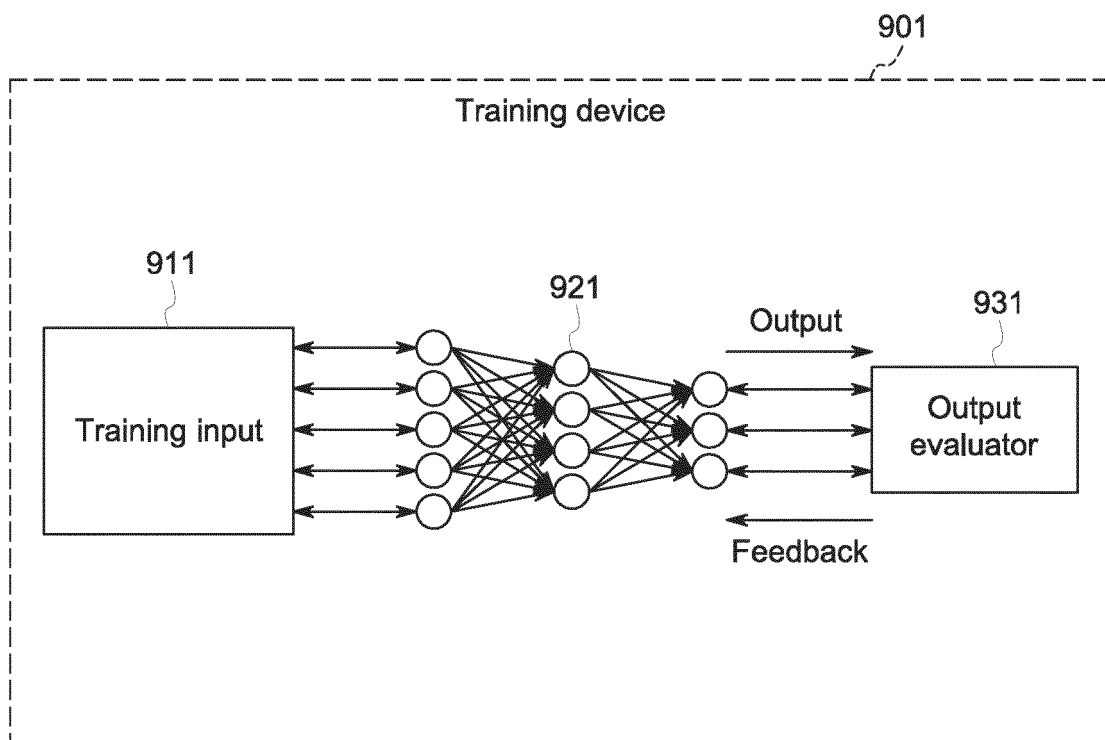 901
Training device
911
921
931
Output
Training input
Output
evaluator
Feedback